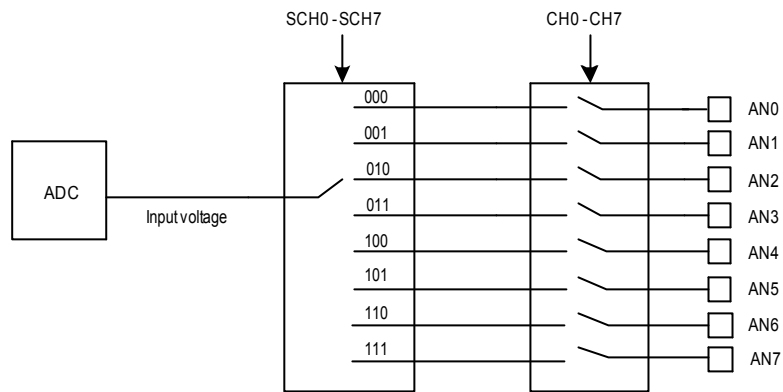 SCH0-SCH7
CH0-CH7
000
AN0
001
AN1
010
AN2
ADC
Input voltage
011
AN3
100
AN4
101
AN5
110
AN6
111
AN7